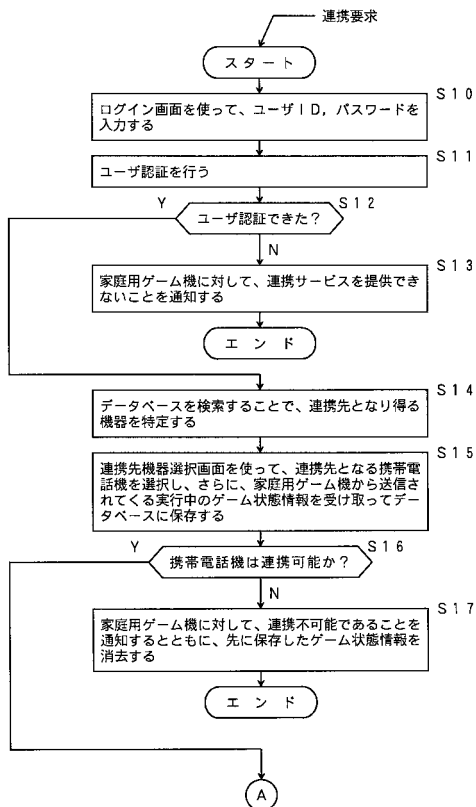 連携要求
スタート
S10
ログイン画面を使って、ユーザID,パスワードを
入力する
S11
ユーザ認証を行う
Y
S12
ユーザ認証できた?
N
S13
家庭用ゲーム機に対して、連携サービスを提供でき
ないことを通知する
エンド
S14
データベースを検索することで、連携先となり得る
機器を特定する
S15
連携先機器選択画面を使って、連携先となる携帯電
話機を選択し、さらに、家庭用ゲーム機から送信さ
れてくる実行中のゲーム状態情報を受け取ってデー
タベースに保存する
Y
S16
携帯電話機は連携可能か?
N
S17
家庭用ゲーム機に対して、連携不可能であることを
通知するとともに、先に保存したゲーム状態情報を
消去する
エンド
A